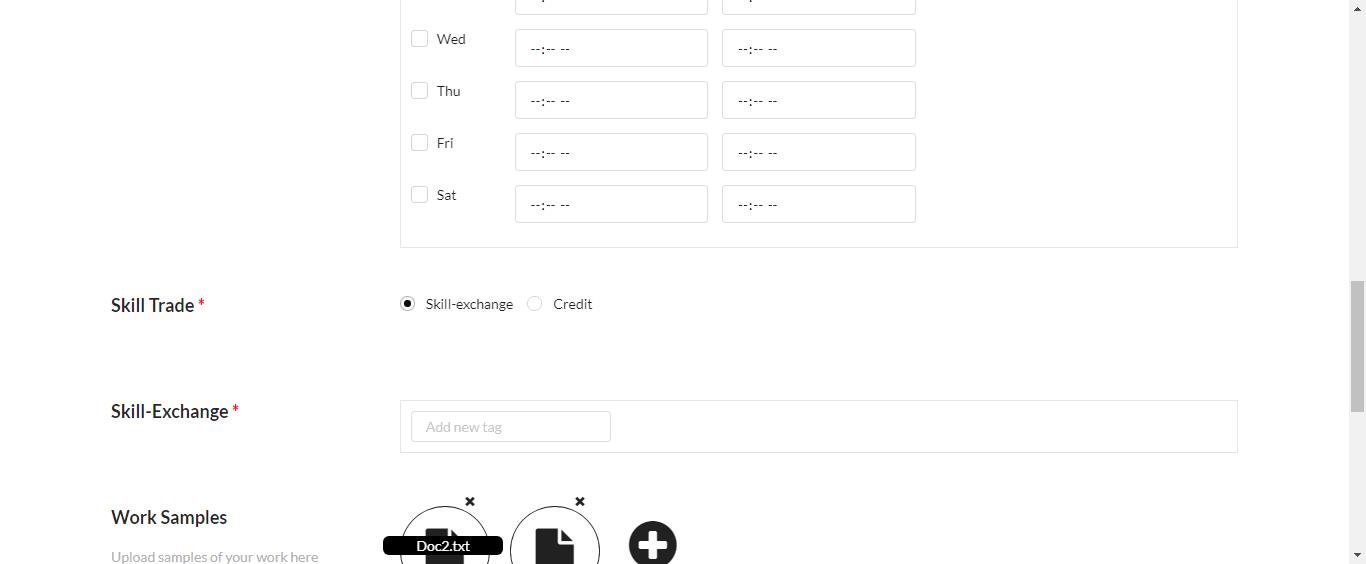 Wed --:-- -- --:-- --
Thu --:-- -- --:-- --
Fri --:-- -- --:-- --
Sat --:-- -- --:-- --
Skill Trade * Skill-exchange Credit
Skill-Exchange * Add new tag
Work Samples
Doc2.txt
Upload samples of your work here